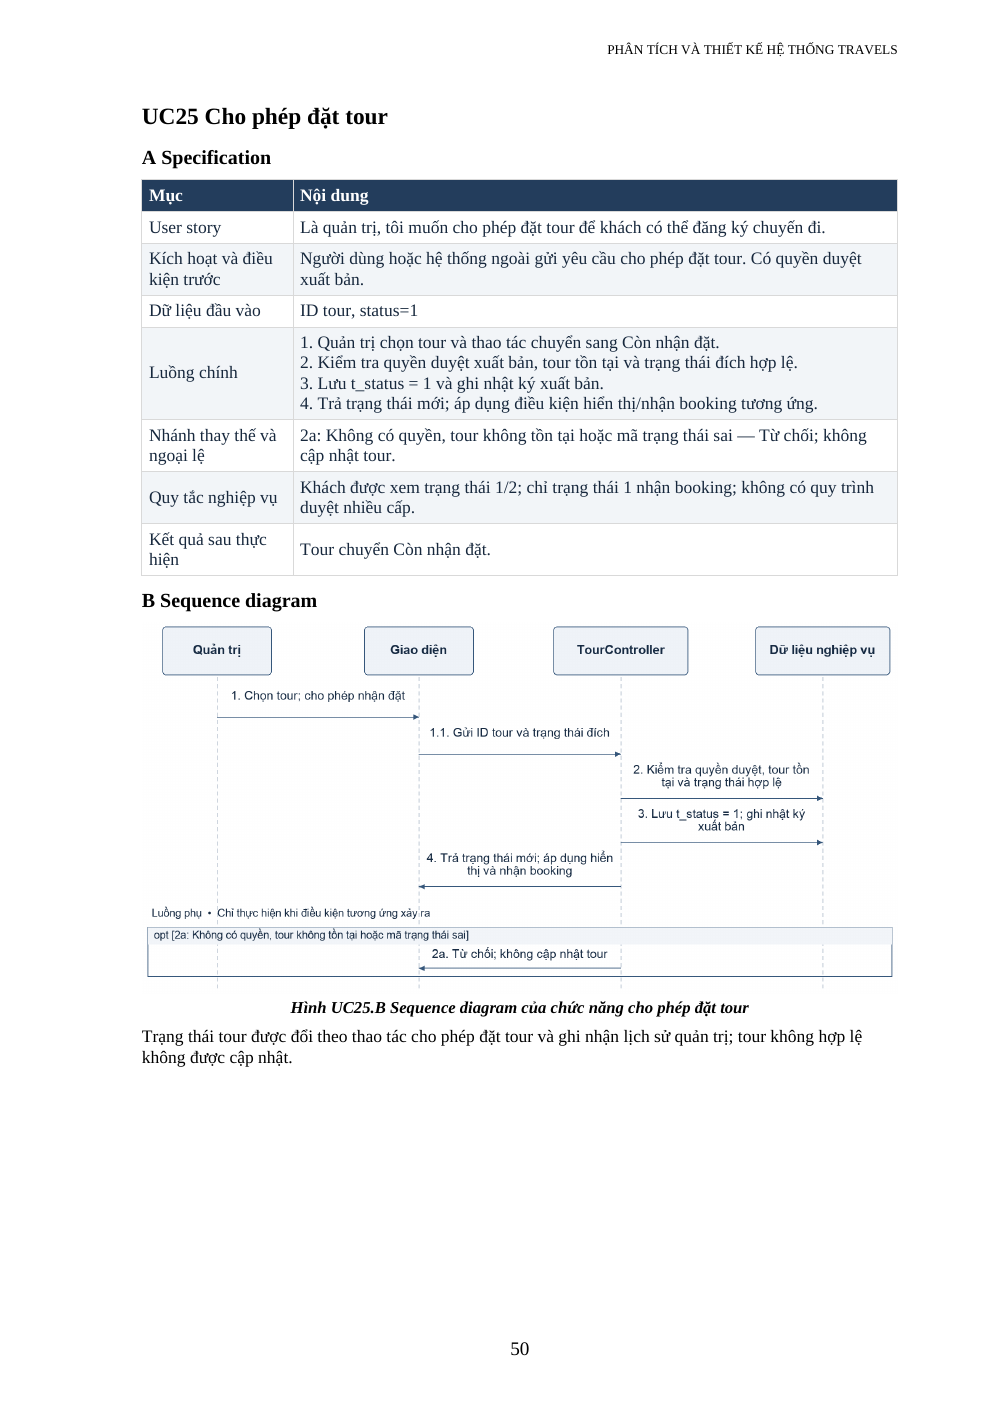 PHÂN TÍCH VÀ THIẾT KẾ HỆ THỐNG TRAVELS
UC25 Cho phép đặt tour
A Specification
Mục
Nội dung
User story
Là quản trị, tôi muốn cho phép đặt tour để khách có thể đăng ký chuyến đi.
Kích hoạt và điều
kiện trước
Người dùng hoặc hệ thống ngoài gửi yêu cầu cho phép đặt tour. Có quyền duyệt
xuất bản.
Dữ liệu đầu vào
ID tour, status=1
Luồng chính
1. Quản trị chọn tour và thao tác chuyển sang Còn nhận đặt.
2. Kiểm tra quyền duyệt xuất bản, tour tồn tại và trạng thái đích hợp lệ.
3. Lưu t_status = 1 và ghi nhật ký xuất bản.
4. Trả trạng thái mới; áp dụng điều kiện hiển thị/nhận booking tương ứng.
Nhánh thay thế và
ngoại lệ
2a: Không có quyền, tour không tồn tại hoặc mã trạng thái sai — Từ chối; không
cập nhật tour.
Quy tắc nghiệp vụ
Khách được xem trạng thái 1/2; chỉ trạng thái 1 nhận booking; không có quy trình
duyệt nhiều cấp.
Kết quả sau thực
hiện
Tour chuyển Còn nhận đặt.
B Sequence diagram
Quản trị
Giao diện
TourController
Dữ liệu nghiệp vụ
1. Chọn tour; cho phép nhận đặt
1.1. Gửi ID tour và trạng thái đích
2. Kiểm tra quyền duyệt, tour tồn
tại và trạng thái hợp lệ
3. Lưu t_status = 1; ghi nhật ký
xuất bản
4. Trả trạng thái mới; áp dụng hiển
thị và nhận booking
Luồng phụ • Chỉ thực hiện khi điều kiện tương ứng xảy ra
opt [2a: Không có quyền, tour không tồn tại hoặc mã trạng thái sai]
2a. Từ chối; không cập nhật tour
Hình UC25.B Sequence diagram của chức năng cho phép đặt tour
Trạng thái tour được đổi theo thao tác cho phép đặt tour và ghi nhận lịch sử quản trị; tour không hợp lệ
không được cập nhật.
50